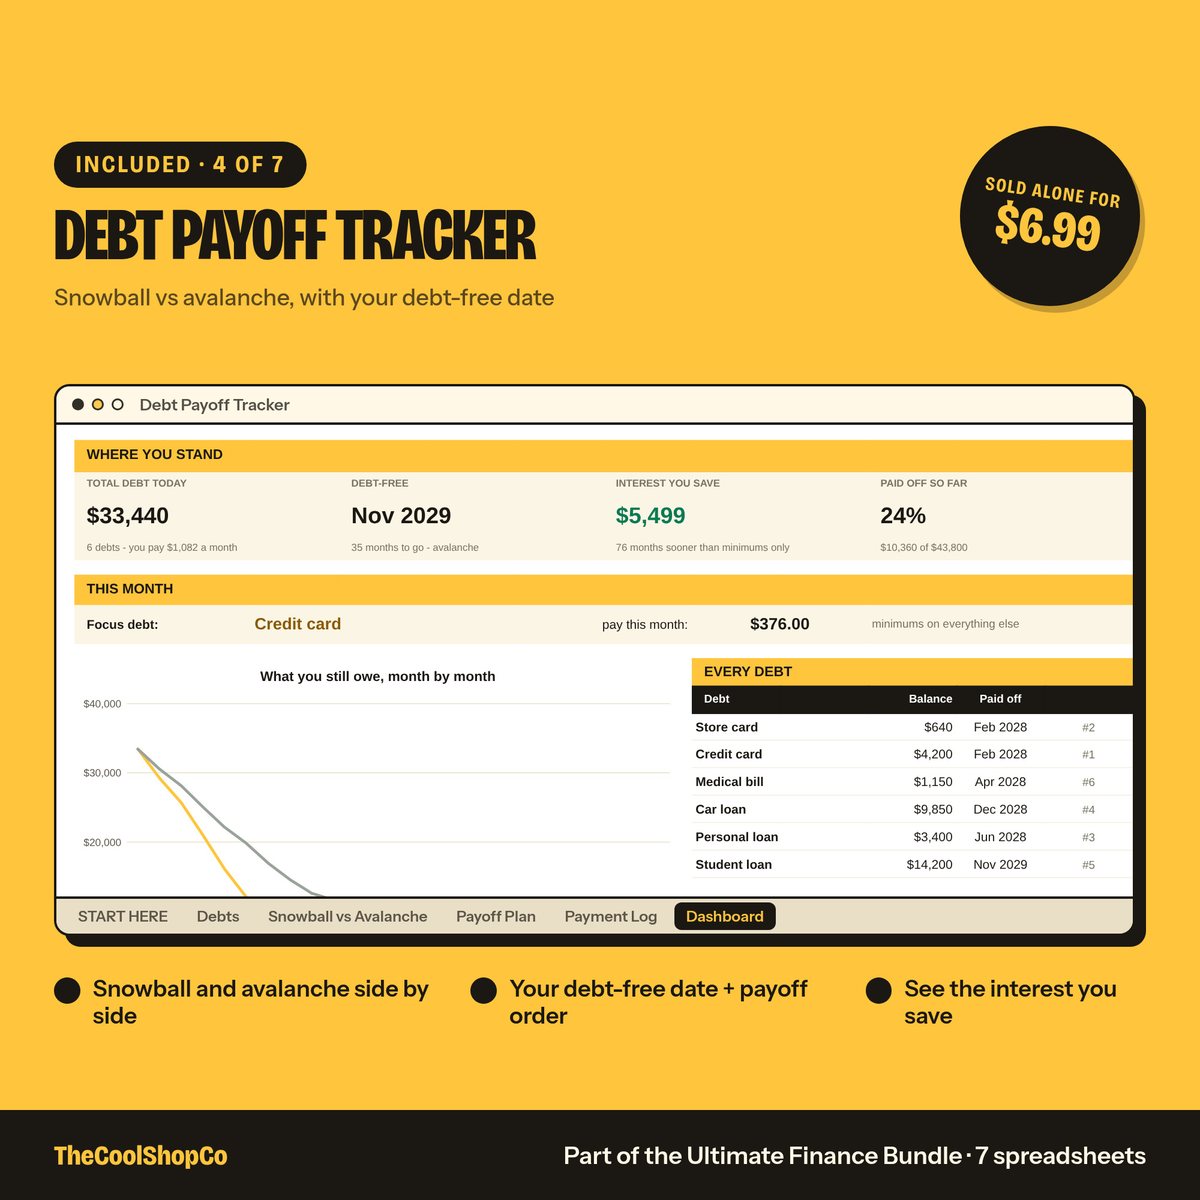 INCLUDED · 4 OF 7
DEBT PAYOFF TRACKER
Snowball vs avalanche, with your debt-free date
SOLD ALONE FOR
$6.99
Debt Payoff Tracker
WHERE YOU STAND
TOTAL DEBT TODAY DEBT-FREE INTEREST YOU SAVE PAID OFF SO FAR
$33,440 Nov 2029 $5,499 24%
6 debts - you pay $1,082 a month 35 months to go - avalanche 76 months sooner than minimums only $10,360 of $43,800
THIS MONTH
Focus debt: Credit card pay this month: $376.00 minimums on everything else
What you still owe, month by month
$40,000
$30,000
$20,000
EVERY DEBT
Debt Balance Paid off
Store card $640 Feb 2028 #2
Credit card $4,200 Feb 2028 #1
Medical bill $1,150 Apr 2028 #6
Car loan $9,850 Dec 2028 #4
Personal loan $3,400 Jun 2028 #3
Student loan $14,200 Nov 2029 #5
START HERE Debts Snowball vs Avalanche Payoff Plan Payment Log Dashboard
Snowball and avalanche side by
side
Your debt-free date + payoff
order
See the interest you
save
TheCoolShopCo
Part of the Ultimate Finance Bundle · 7 spreadsheets